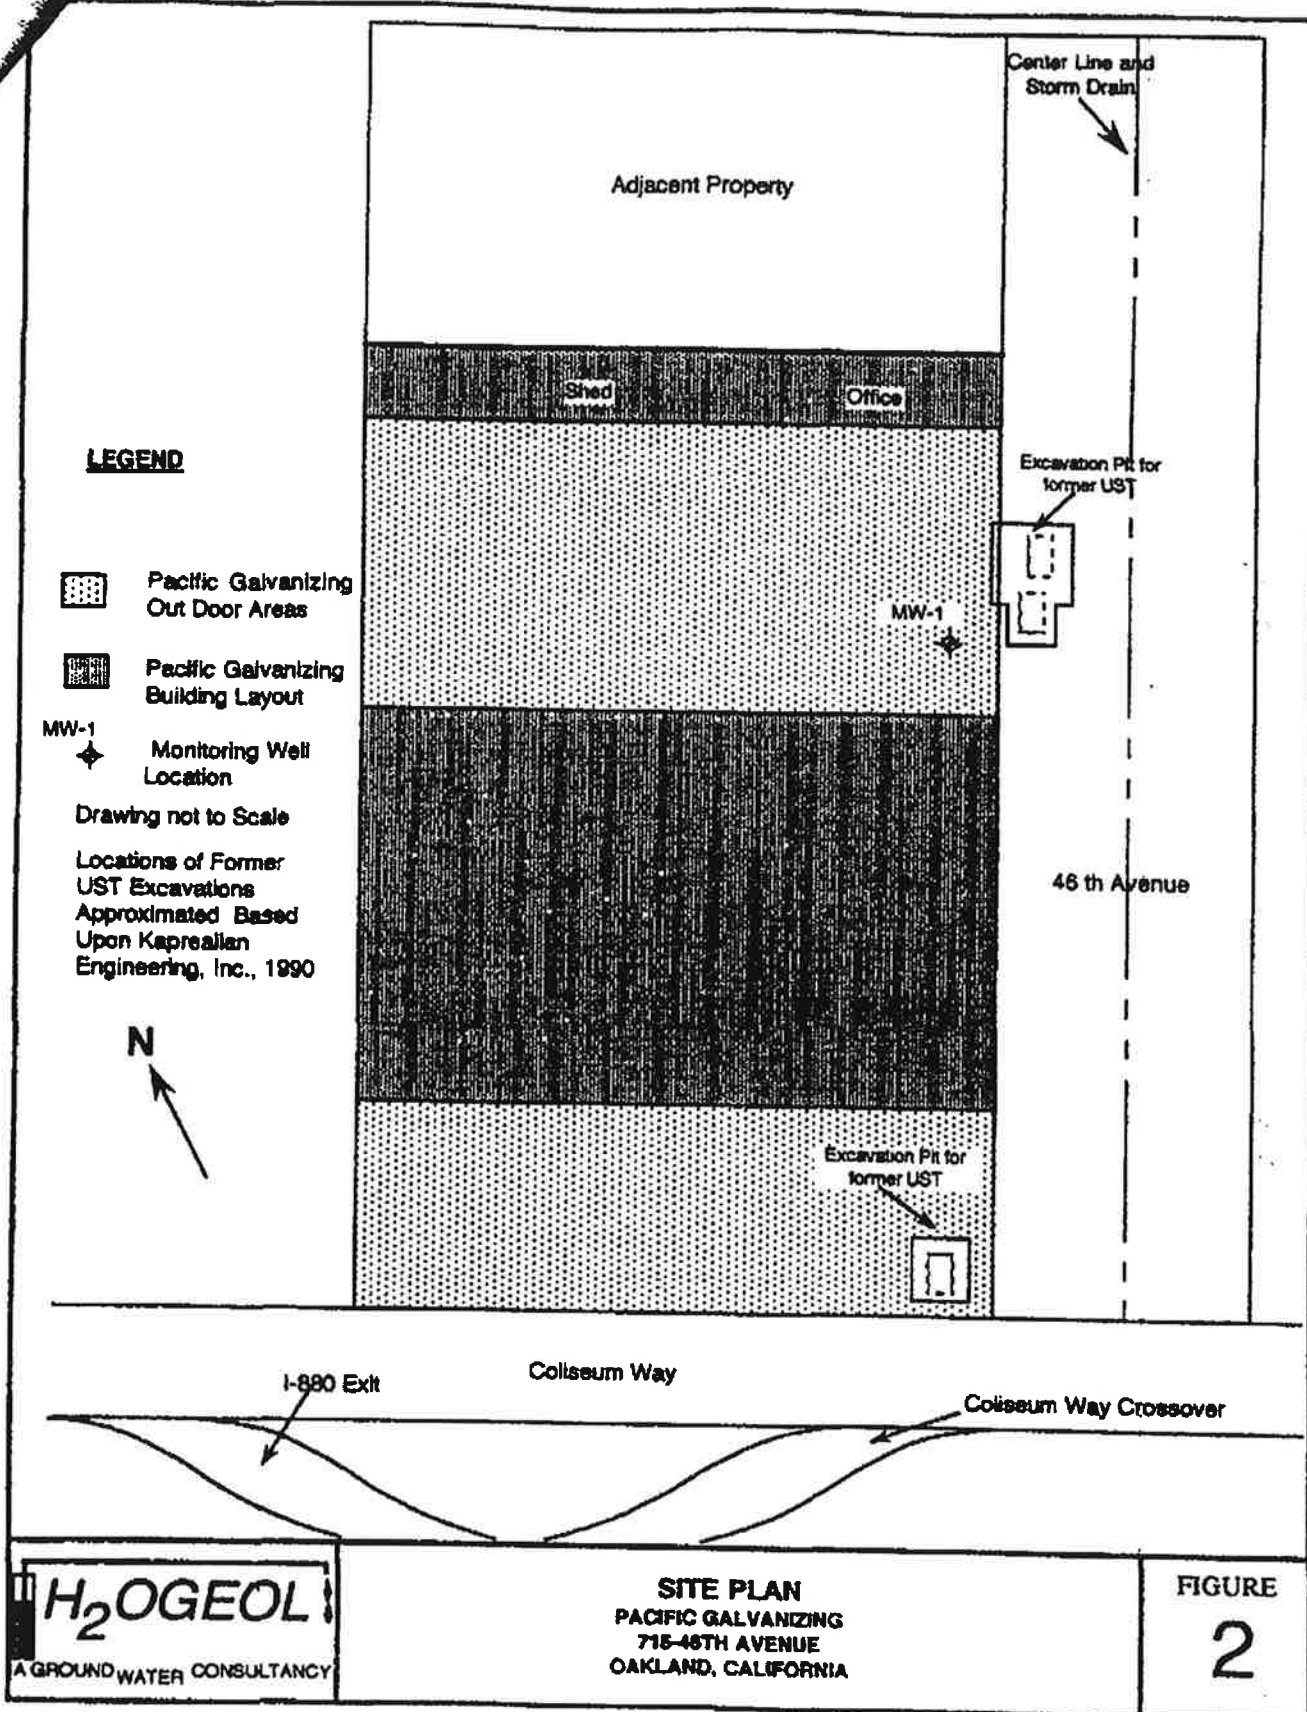 Center Line and
Storm Drain
Adjacent Property
Shed
Office
LEGEND
Excavation Pit for
former UST
Pacific Galvanizing
Out Door Areas
MW-1
Pacific Galvanizing
Building Layout
MW-1
Monitoring Well
Location
Drawing not to Scale
Locations of Former
UST Excavations
Approximated Based
Upon Kaprealian
Engineering, Inc., 1990
46 th Avenue
N
Excavation Pit for
former UST
I-880 Exit
Coliseum Way
Coliseum Way Crossover
H2OGEOL
A GROUND WATER CONSULTANCY
SITE PLAN
PACIFIC GALVANIZING
715-46TH AVENUE
OAKLAND, CALIFORNIA
FIGURE
2